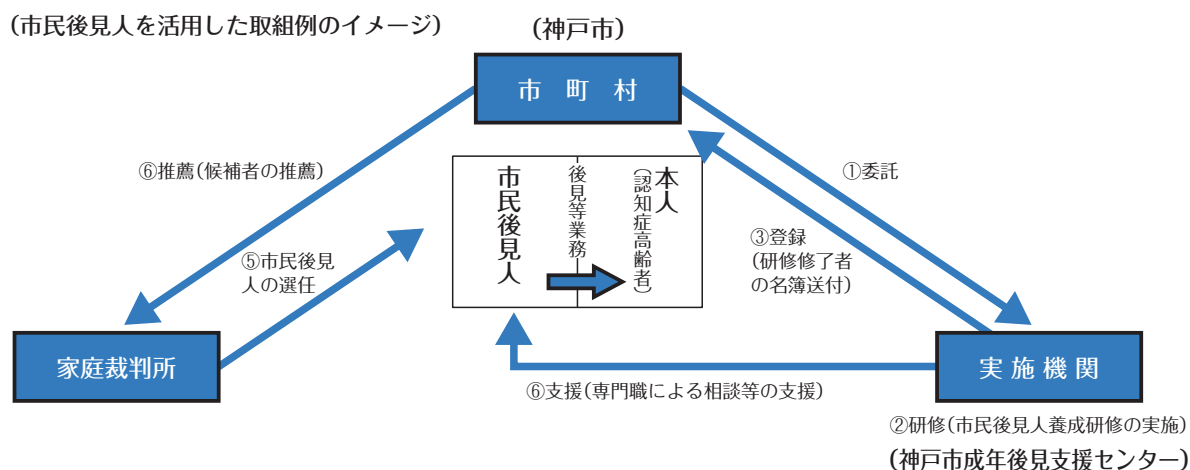 (市民後見人を活用した取組例のイメージ)
(神戸市)
市町村
⑥推薦(候補者の推薦)
①委託
市民後見人
後見等業務
本人
(認知症高齢者)
③登録
(研修修了者
の名簿送付)
⑤市民後見
人の選任
家庭裁判所
実施機関
⑥支援(専門職による相談等の支援)
②研修(市民後見人養成研修の実施)
(神戸市成年後見支援センター)